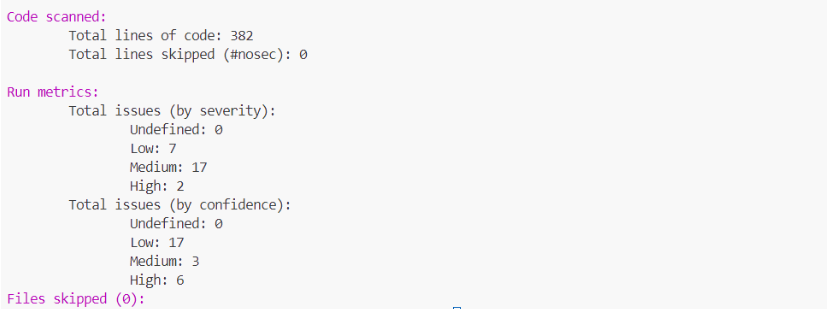 Code scanned:
Total lines of code: 382
Total lines skipped (#nosec): 0
Run metrics:
Total issues (by severity):
Undefined: 0
Low: 7
Medium: 17
High: 2
Total issues (by confidence):
Undefined: 0
Low: 17
Medium: 3
High: 6
Files skipped (0):